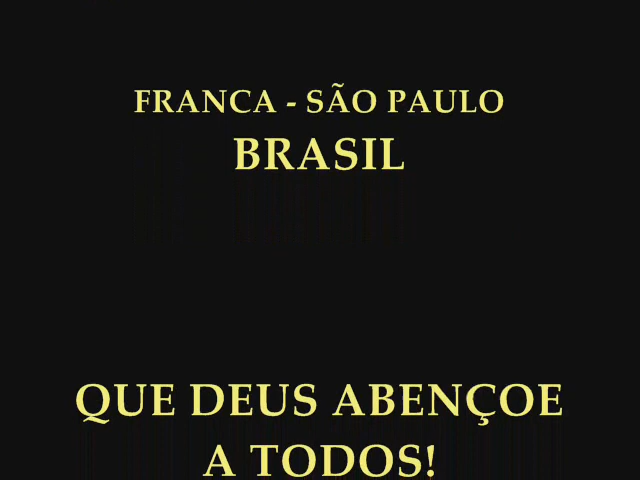 FRANCA - SÃO PAULO
BRASIL
QUE DEUS ABENÇOE
A TODOS!